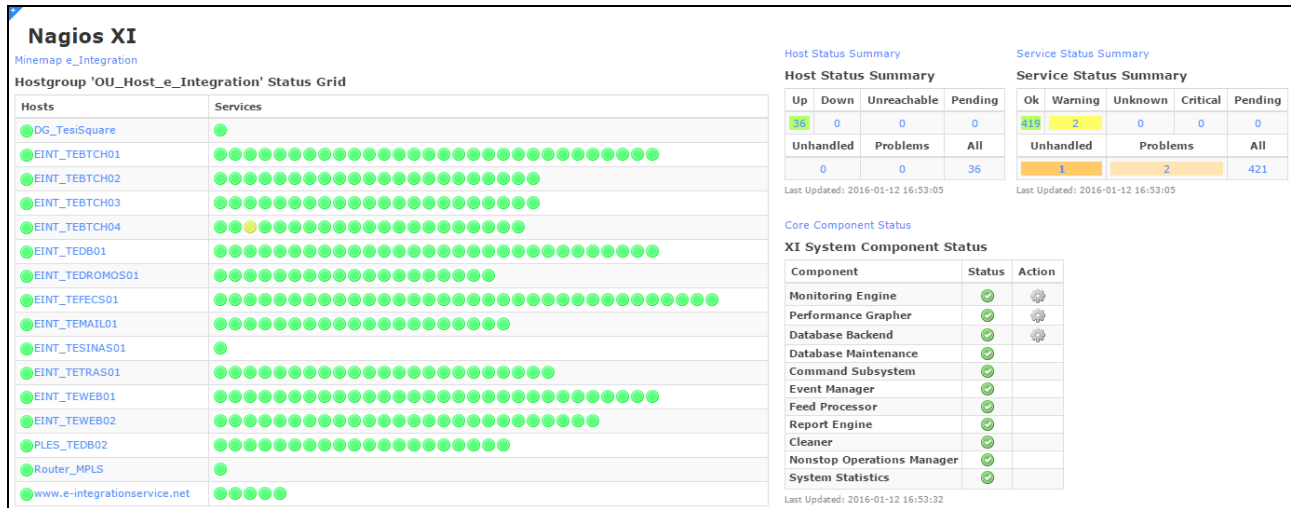 Nagios XI
Minemap e_Integration
Hostgroup 'OU_Host_e_Integration' Status Grid
Hosts Services
DG_TesiSquare
EINT_TEBTCH01
EINT_TEBTCH02
EINT_TEBTCH03
EINT_TEBTCH04
EINT_TEDB01
EINT_TEDROMOS01
EINT_TEFECS01
EINT_TEMAIL01
EINT_TESINAS01
EINT_TETRAS01
EINT_TEWEB01
EINT_TEWEB02
PLES_TEDB02
Router_MPLS
www.e-integrationservice.net
Host Status Summary
Host Status Summary
Up Down Unreachable Pending
36 0 0 0
Unhandled Problems All
0 0 36
Last Updated: 2016-01-12 16:53:05
Service Status Summary
Service Status Summary
Ok Warning Unknown Critical Pending
419 2 0 0 0
Unhandled Problems All
1 2 421
Last Updated: 2016-01-12 16:53:05
Core Component Status
XI System Component Status
Component Status Action
Monitoring Engine
Performance Grapher
Database Backend
Database Maintenance
Command Subsystem
Event Manager
Feed Processor
Report Engine
Cleaner
Nonstop Operations Manager
System Statistics
Last Updated: 2016-01-12 16:53:32